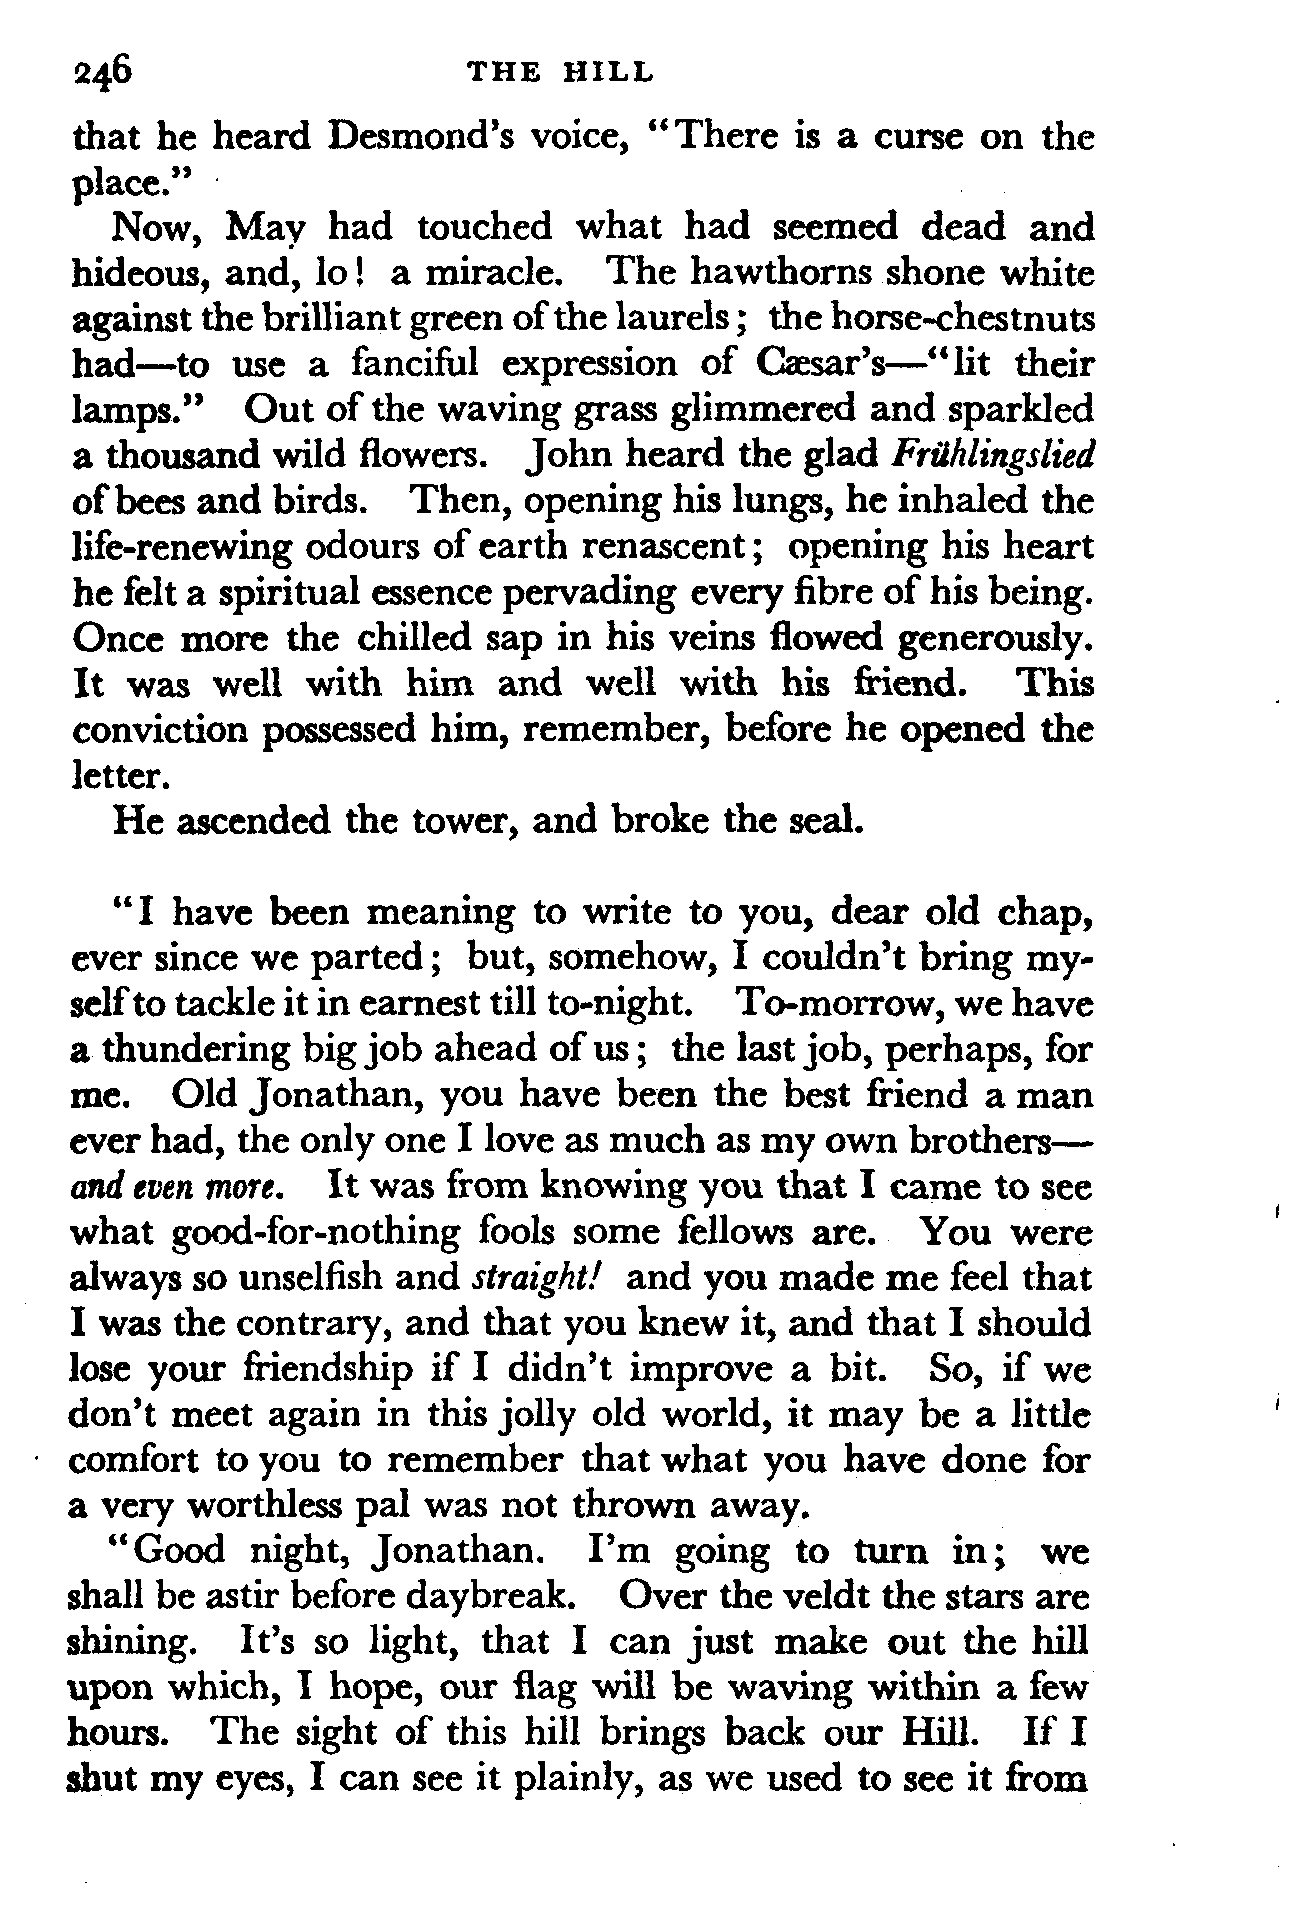 246 THE HILL
that he heard Desmond's voice, "There is a curse on the
place."
Now, May had touched what had seemed dead and
hideous, and, lo! a miracle. The hawthorns shone white
against the brilliant green of the laurels; the horse-chestnuts
had—to use a fanciful expression of Cæsar's—"lit their
lamps." Out of the waving grass glimmered and sparkled
a thousand wild flowers. John heard the glad Frühlingslied
of bees and birds. Then, opening his lungs, he inhaled the
life-renewing odours of earth renascent; opening his heart
he felt a spiritual essence pervading every fibre of his being.
Once more the chilled sap in his veins flowed generously.
It was well with him and well with his friend. This
conviction possessed him, remember, before he opened the
letter.
He ascended the tower, and broke the seal.
"I have been meaning to write to you, dear old chap,
ever since we parted; but, somehow, I couldn't bring my-
self to tackle it in earnest till to-night. To-morrow, we have
a thundering big job ahead of us; the last job, perhaps, for
me. Old Jonathan, you have been the best friend a man
ever had, the only one I love as much as my own brothers—
and even more. It was from knowing you that I came to see
what good-for-nothing fools some fellows are. You were
always so unselfish and straight! and you made me feel that
I was the contrary, and that you knew it, and that I should
lose your friendship if I didn't improve a bit. So, if we
don't meet again in this jolly old world, it may be a little
comfort to you to remember that what you have done for
a very worthless pal was not thrown away.
"Good night, Jonathan. I'm going to turn in; we
shall be astir before daybreak. Over the veldt the stars are
shining. It's so light, that I can just make out the hill
upon which, I hope, our flag will be waving within a few
hours. The sight of this hill brings back our Hill. If I
shut my eyes, I can see it plainly, as we used to see it from